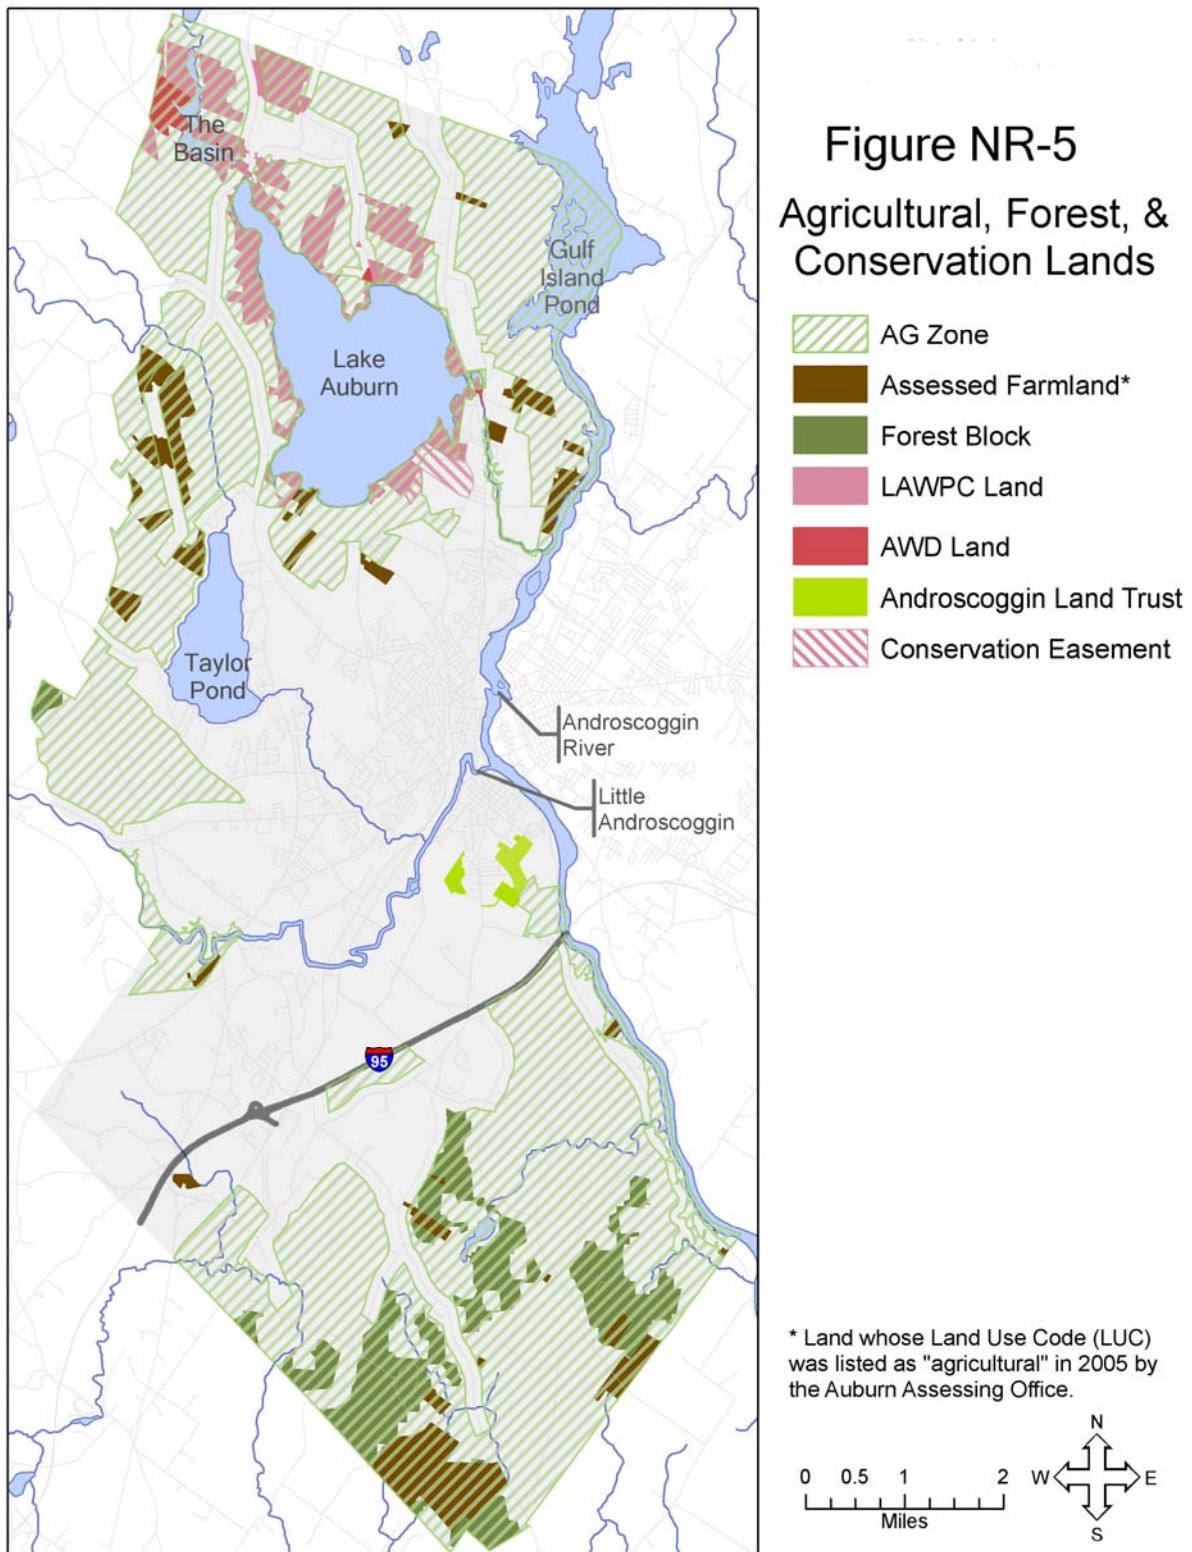 Figure NR-5
Agricultural, Forest, &
Conservation Lands
AG Zone
Assessed Farmland*
Forest Block
LAWPC Land
AWD Land
Androscoggin Land Trust
Conservation Easement
The
Basin
Gulf
Island
Pond
Lake
Auburn
Taylor
Pond
Androscoggin
River
Little
Androscoggin
95
* Land whose Land Use Code (LUC)
was listed as "agricultural" in 2005 by
the Auburn Assessing Office.
0 0.5 1 2
Miles
N
W E
S